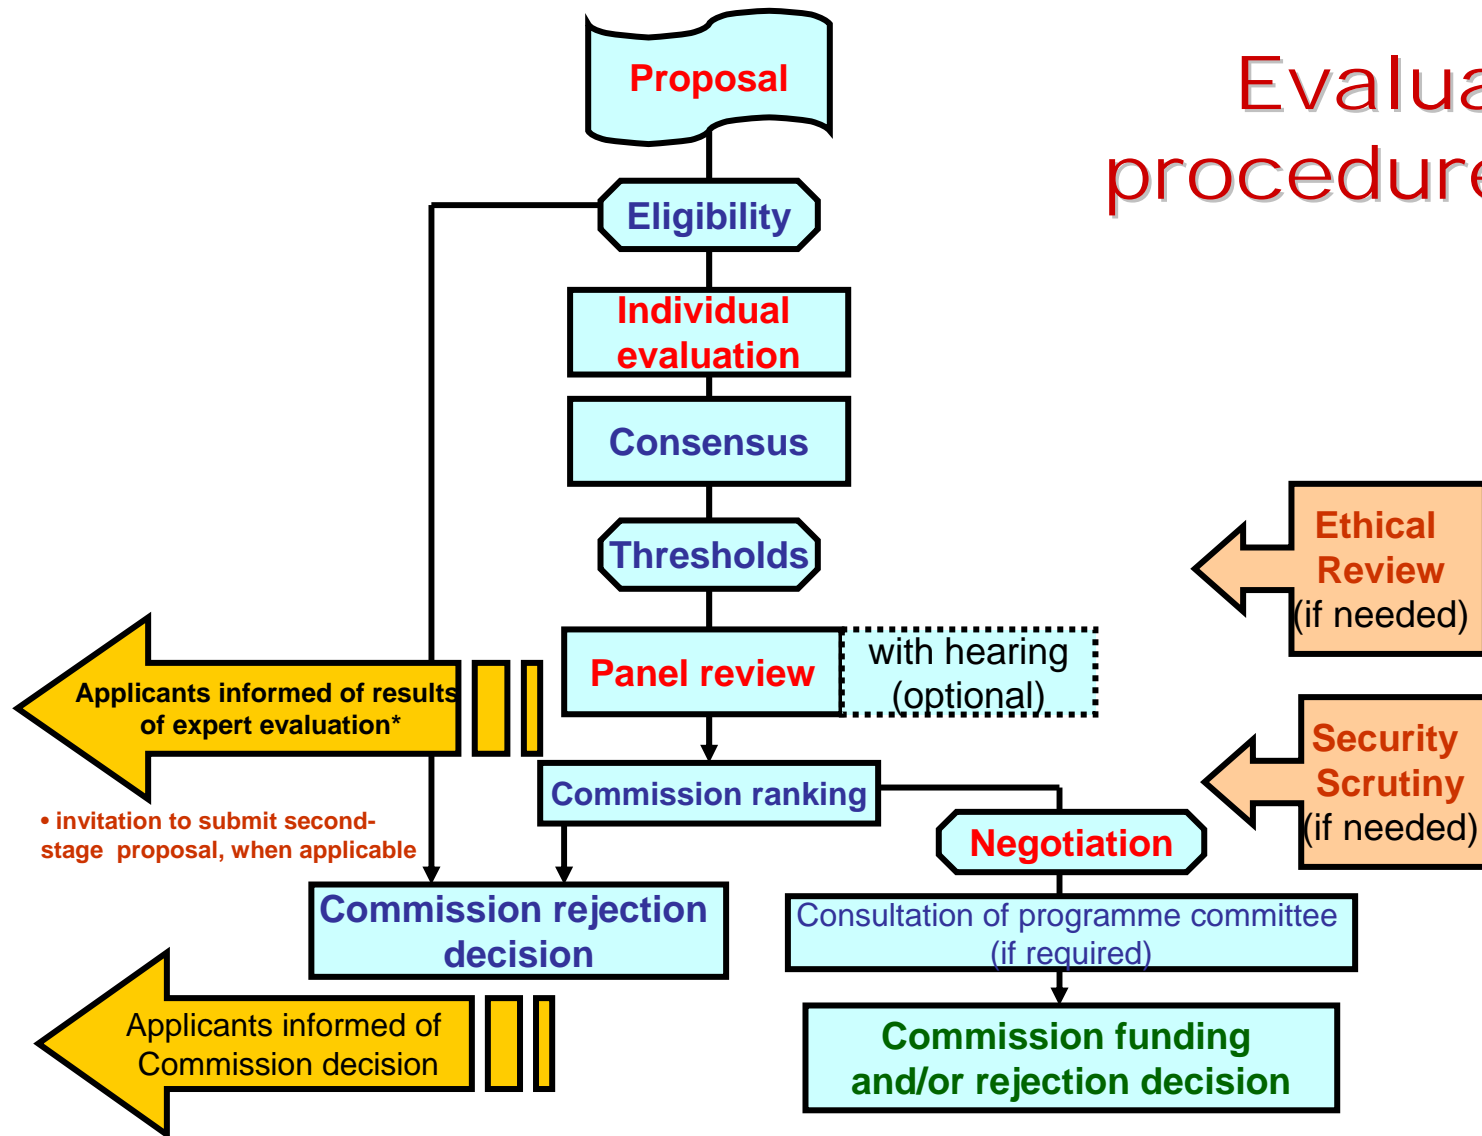 Proposal
Evalua
procedure
Eligibility
Individual
evaluation
Consensus
Thresholds
Ethical
Review
(if needed)
Panel review
with hearing
(optional)
Applicants informed of results
of expert evaluation*
Security
Scrutiny
(if needed)
Commission ranking
• invitation to submit second-
stage proposal, when applicable
Negotiation
Commission rejection
decision
Consultation of programme committee
(if required)
Applicants informed of
Commission decision
Commission funding
and/or rejection decision